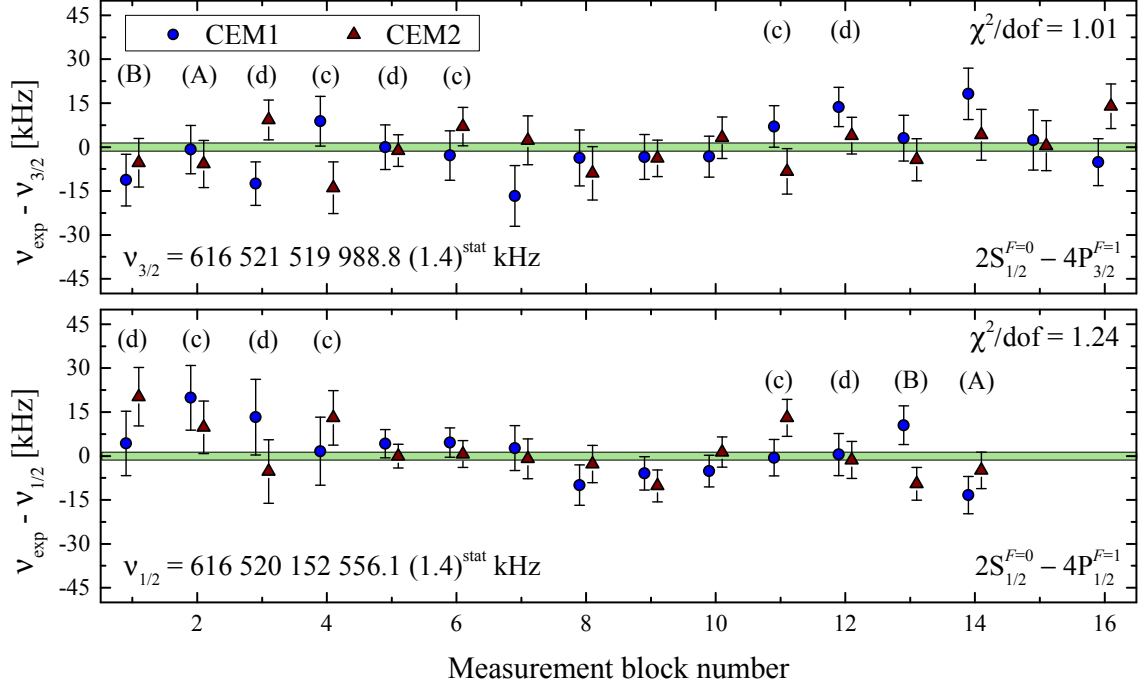 CEM1 CEM2
χ²/dof = 1.01
(B) (A) (d) (c) (d) (c) (c) (d)
45
30
15
0
-15
-30
-45
ν_exp - ν_3/2 [kHz]
ν_3/2 = 616 521 519 988.8 (1.4)^stat kHz
2S_1/2^F=0 – 4P_3/2^F=1
χ²/dof = 1.24
(d) (c) (d) (c) (c) (d) (B) (A)
45
30
15
0
-15
-30
-45
ν_exp - ν_1/2 [kHz]
ν_1/2 = 616 520 152 556.1 (1.4)^stat kHz
2S_1/2^F=0 – 4P_1/2^F=1
2 4 6 8 10 12 14 16
Measurement block number